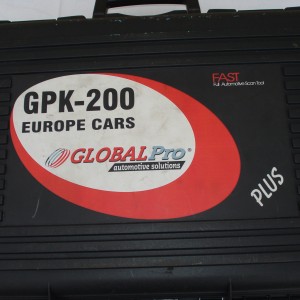 FAST
Full Automotive Scan Tool
GPK-200
EUROPE CARS
GLOBALPro
automotive solutions
PLUS